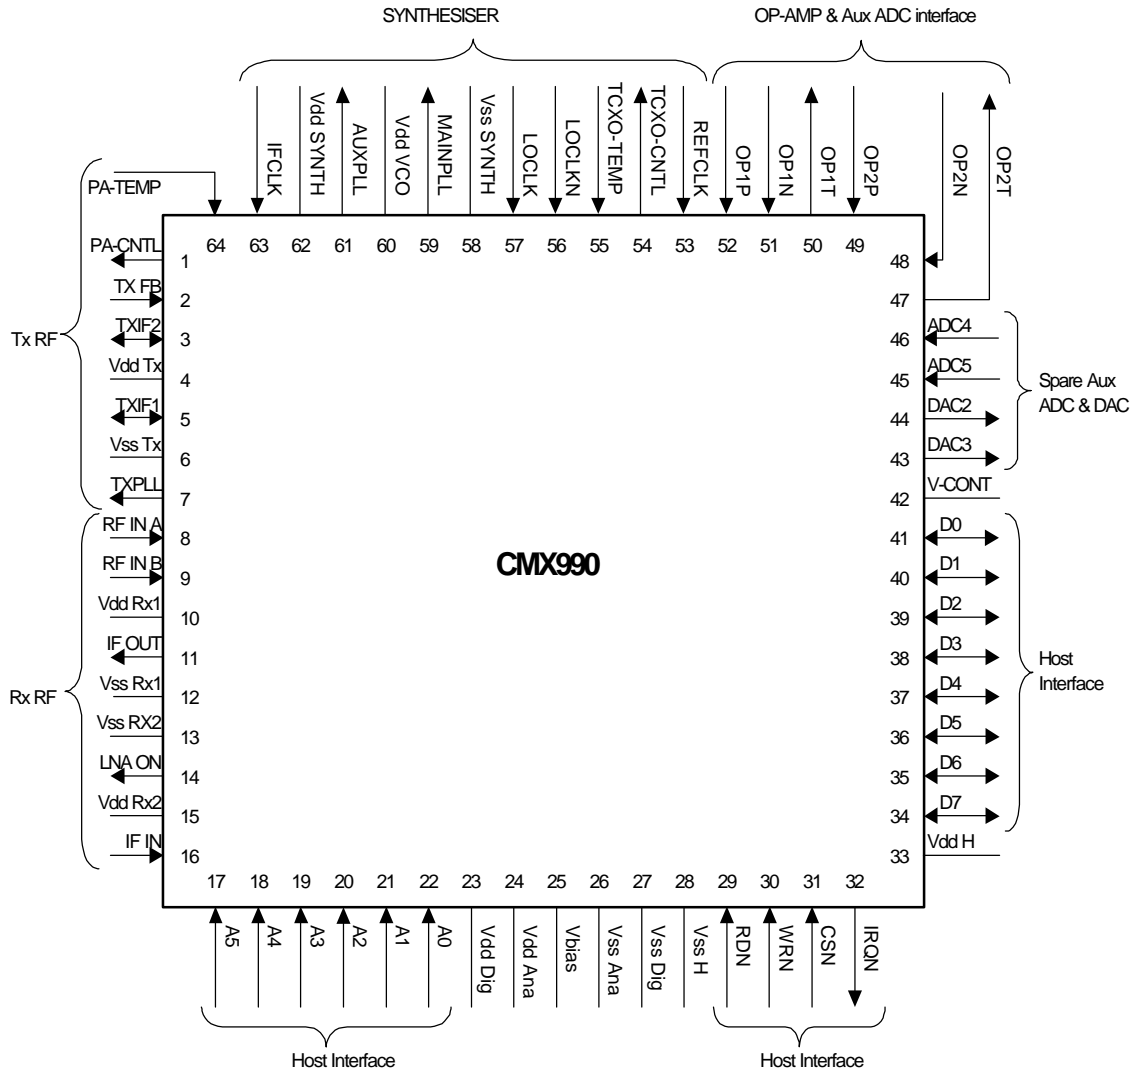 SYNTHESISER
OP-AMP & Aux ADC interface
IFCLK
Vdd SYNTH
AUXPLL
Vdd VCO
MAINPLL
Vss SYNTH
LOCLK
LOCLKN
TCXO-TEMP
TCXO-CNTL
REFCLK
OP1P
OP1N
OP1T
OP2P
OP2N
OP2T
PA-TEMP
64 63 62 61 60 59 58 57 56 55 54 53 52 51 50 49
PA-CNTL 1
TX FB 2
TXIF2 3
Vdd Tx 4
TXIF1 5
Vss Tx 6
TXPLL 7
Tx RF
RF IN A 8
RF IN B 9
Vdd Rx1 10
IF OUT 11
Vss Rx1 12
Vss RX2 13
LNA ON 14
Vdd Rx2 15
IF IN 16
Rx RF
CMX990
48
47
46 ADC4
45 ADC5
44 DAC2
43 DAC3
Spare Aux
ADC & DAC
42 V-CONT
41 D0
40 D1
39 D2
38 D3
37 D4
36 D5
35 D6
34 D7
Host
Interface
33 Vdd H
17 18 19 20 21 22 23 24 25 26 27 28 29 30 31 32
A5
A4
A3
A2
A1
A0
Vdd Dig
Vdd Ana
Vbias
Vss Ana
Vss Dig
Vss H
RDN
WRN
CSN
IRQN
Host Interface
Host Interface